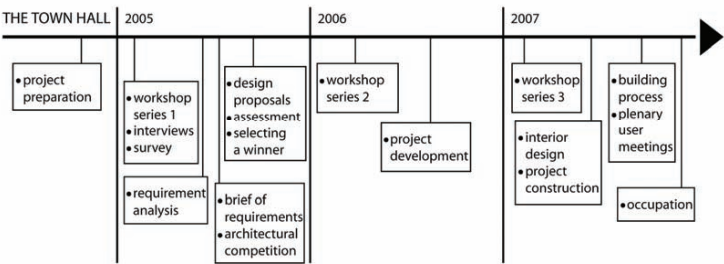 THE TOWN HALL
2005
2006
2007
• project
preparation
• workshop
series 1
• interviews
• survey
• requirement
analysis
• brief of
requirements
• architectural
competition
• design
proposals
• assessment
• selecting
a winner
• workshop
series 2
• project
development
• workshop
series 3
• interior
design
• project
construction
• building
process
• plenary
user
meetings
• occupation